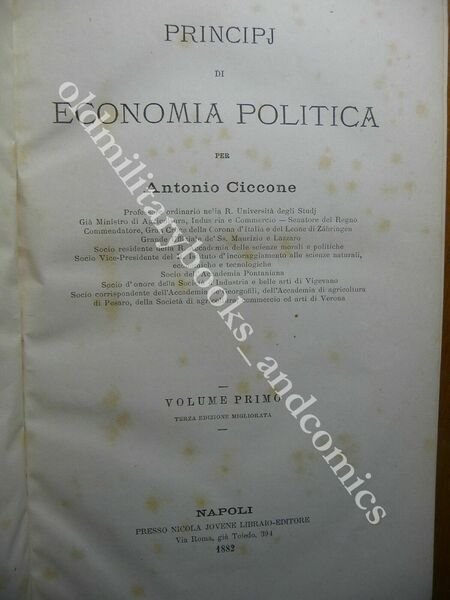 PRINCIPJ
DI
ECONOMIA POLITICA
PER
Antonio Ciccone
Professore ordinario nella R. Università degli Studj
Già Ministro di Agricoltura, Industria e Commercio — Senatore del Regno
Commendatore, Gran Croce della Corona d'Italia e del Leone di Zähringen
Grande de' Ss. Maurizio e Lazzaro
Socio residente nella R. Accademia delle scienze morali e politiche
Socio Vice-Presidente del d'incoraggiamento alle scienze naturali,
economiche e tecnologiche
Socio dell'Accademia Pontaniana
Socio d'onore della Società d'Industria e belle arti di Vigevano
Socio corrispondente dell'Accademia dei Georgofili, dell'Accademia di agricoltura
di Pesaro, della Società di agricoltura, commercio ed arti di Verona
VOLUME PRIMO
TERZA EDIZIONE MIGLIORATA
NAPOLI
PRESSO NICOLA JOVENE LIBRAIO-EDITORE
Via Roma, già Toledo, 394
1882
oldmilitarybooks_andcomics